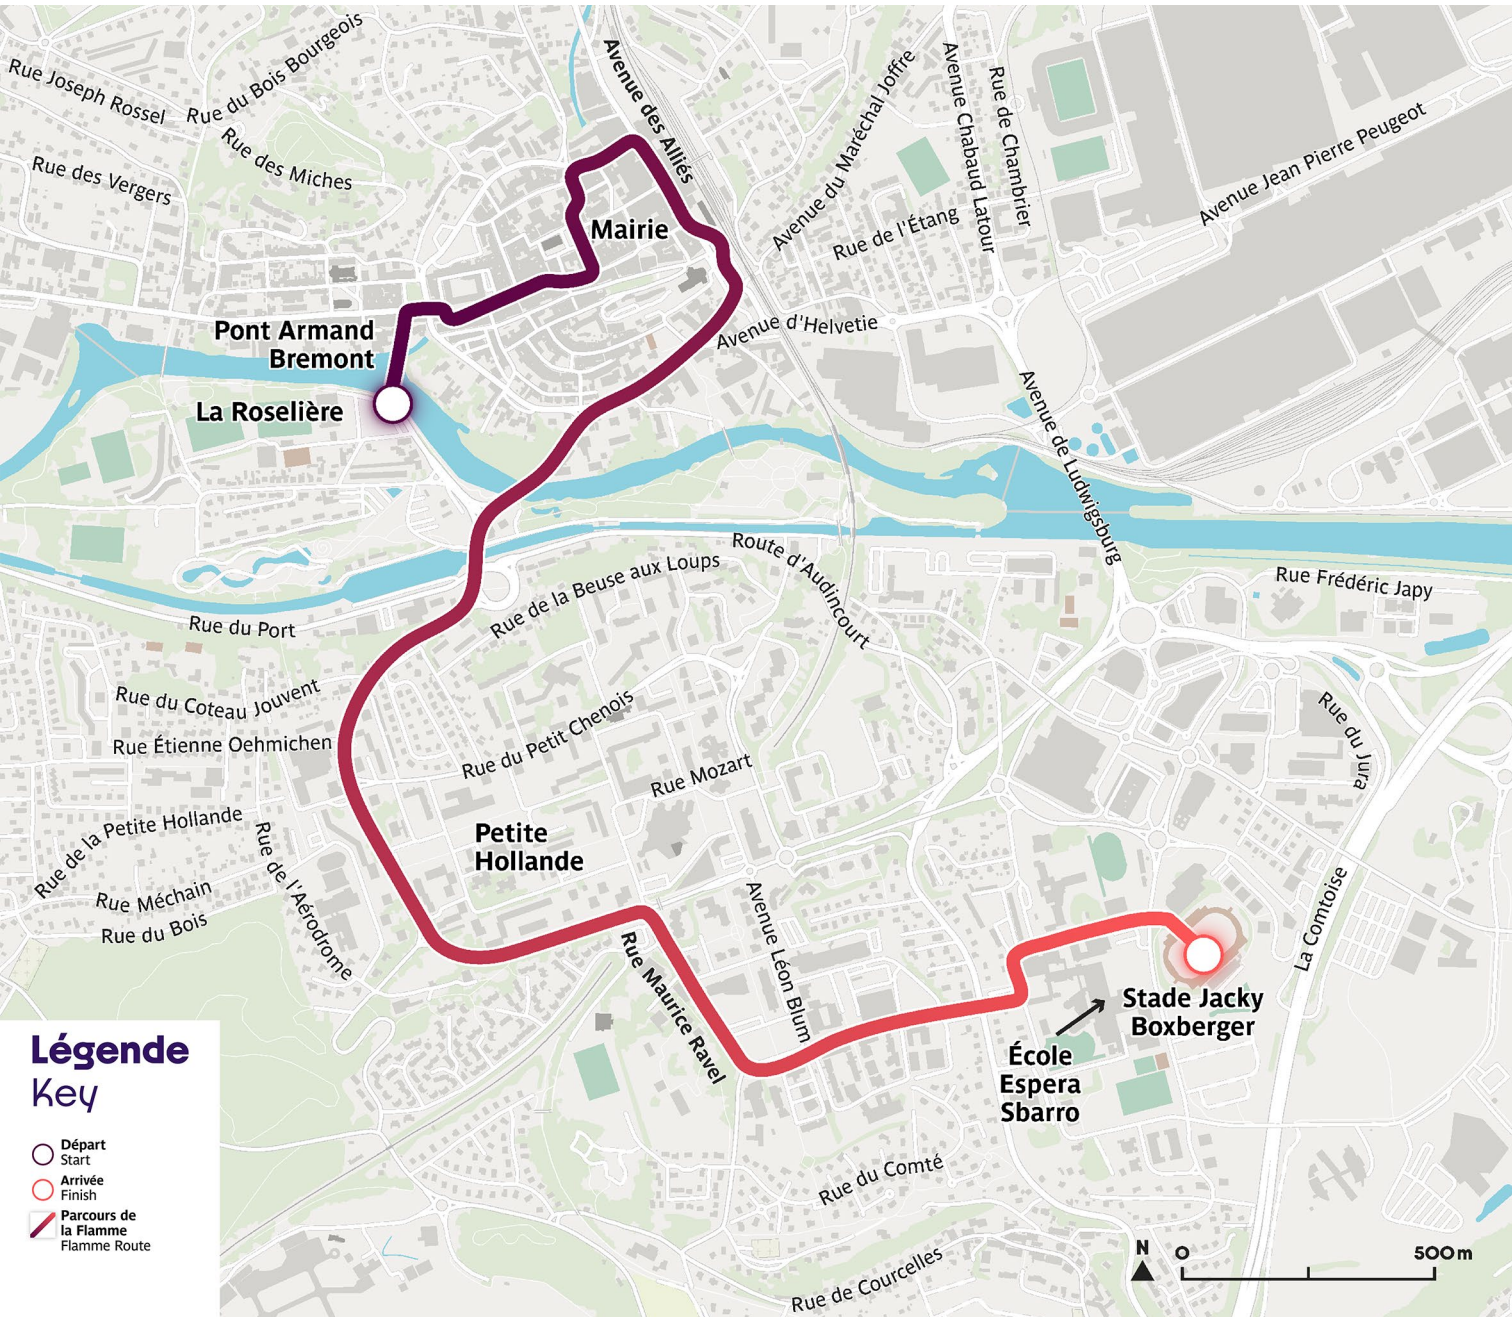 Rue du Bois Bourgeois
Rue Joseph Rossel
Rue des Miches
Rue des Vergers
Avenue des Alliés
Avenue du Maréchal Joffre
Avenue Chabaud Latour
Rue de Chambrier
Avenue Jean Pierre Peugeot
Rue de l'Étang
Mairie
Pont Armand
Bremont
La Roselière
Avenue d'Helvetie
Avenue de Ludwigsburg
Route d'Audincourt
Rue de la Beuse aux Loups
Rue Frédéric Japy
Rue du Port
Rue du Coteau Jouvent
Rue Étienne Oehmichen
Rue du Petit Chenois
Rue Mozart
Rue du Jura
Rue de la Petite Hollande
Petite
Hollande
Rue Méchain
Rue du Bois
Rue de l'Aérodrome
Rue Maurice Ravel
Avenue Léon Blum
La Comtoise
Stade Jacky
Boxberger
École
Espera
Sbarro
Rue du Comté
Rue de Courcelles
Légende
Key
Départ
Start
Arrivée
Finish
Parcours de
la Flamme
Flamme Route
N
0 500m